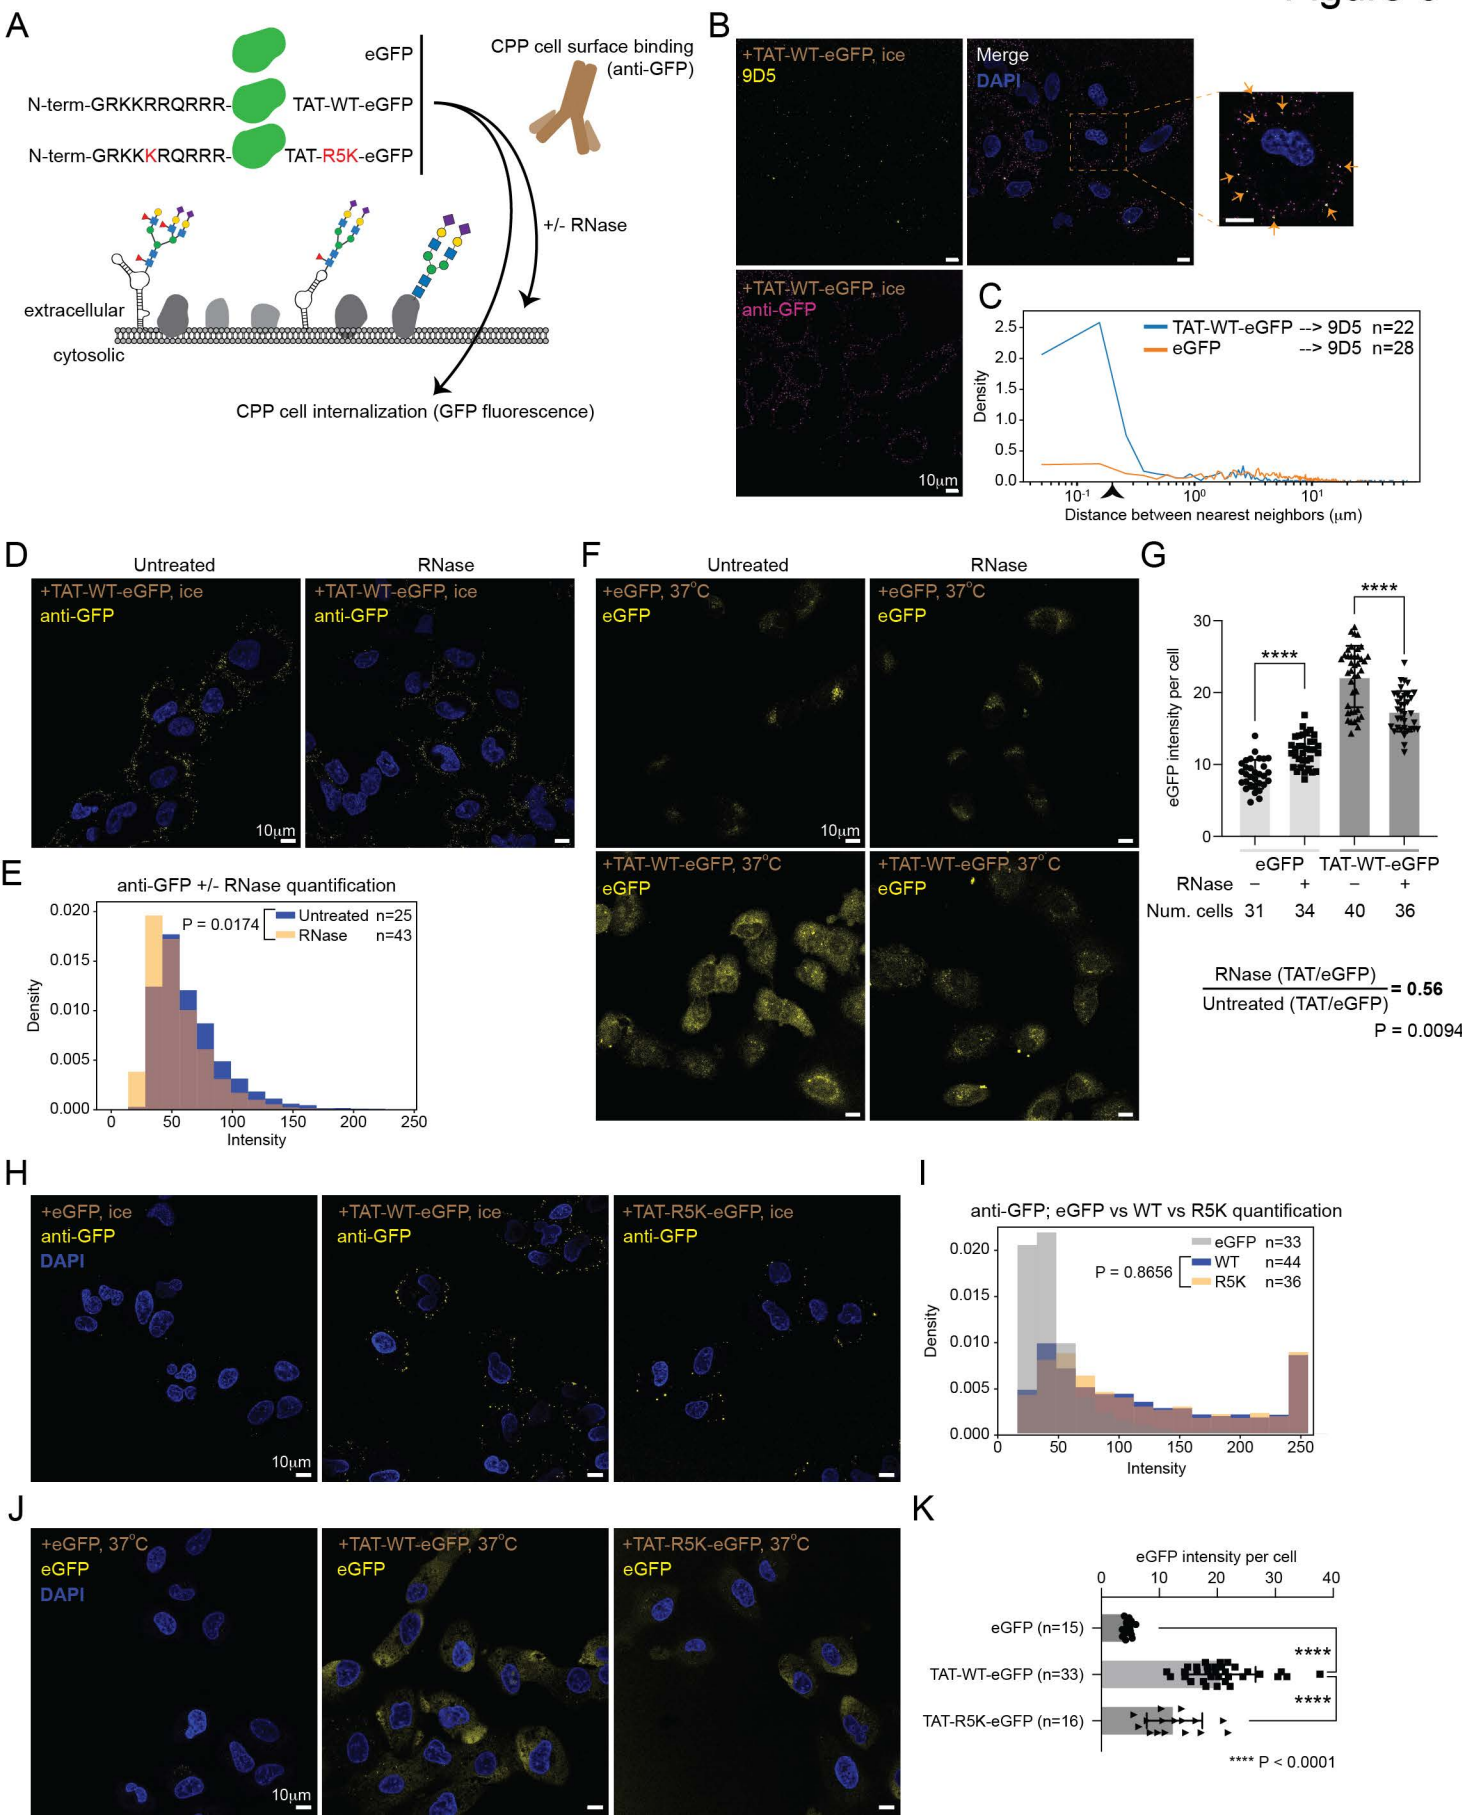 A
eGFP
N-term-GRKKRRQRRR-
TAT-WT-eGFP
N-term-GRKKKRQRRR-
TAT-R5K-eGFP
CPP cell surface binding
(anti-GFP)
+/- RNase
extracellular
cytosolic
CPP cell internalization (GFP fluorescence)
B
+TAT-WT-eGFP, ice
9D5
Merge
DAPI
+TAT-WT-eGFP, ice
anti-GFP
10μm
C
TAT-WT-eGFP --> 9D5 n=22
eGFP --> 9D5 n=28
Density
2.5
2.0
1.5
1.0
0.5
0.0
10-1 100 101
Distance between nearest neighbors (μm)
D
Untreated RNase
+TAT-WT-eGFP, ice
anti-GFP
10μm
+TAT-WT-eGFP, ice
anti-GFP
E
anti-GFP +/- RNase quantification
P = 0.0174
Untreated n=25
RNase n=43
Density
0.020
0.015
0.010
0.005
0.000
0 50 100 150 200 250
Intensity
F
Untreated RNase
+eGFP, 37°C
eGFP
10μm
+eGFP, 37°C
eGFP
+TAT-WT-eGFP, 37°C
eGFP
+TAT-WT-eGFP, 37°C
eGFP
G
eGFP intensity per cell
30
20
10
0
****
****
eGFP TAT-WT-eGFP
RNase − + − +
Num. cells 31 34 40 36
RNase (TAT/eGFP)
Untreated (TAT/eGFP)
= 0.56
P = 0.0094
H
+eGFP, ice
anti-GFP
DAPI
10μm
+TAT-WT-eGFP, ice
anti-GFP
+TAT-R5K-eGFP, ice
anti-GFP
I
anti-GFP; eGFP vs WT vs R5K quantification
P = 0.8656
eGFP n=33
WT n=44
R5K n=36
Density
0.020
0.015
0.010
0.005
0.000
0 50 100 150 200 250
Intensity
J
+eGFP, 37°C
eGFP
DAPI
10μm
+TAT-WT-eGFP, 37°C
eGFP
+TAT-R5K-eGFP, 37°C
eGFP
K
eGFP intensity per cell
0 10 20 30 40
eGFP (n=15)
TAT-WT-eGFP (n=33)
TAT-R5K-eGFP (n=16)
****
****
**** P < 0.0001